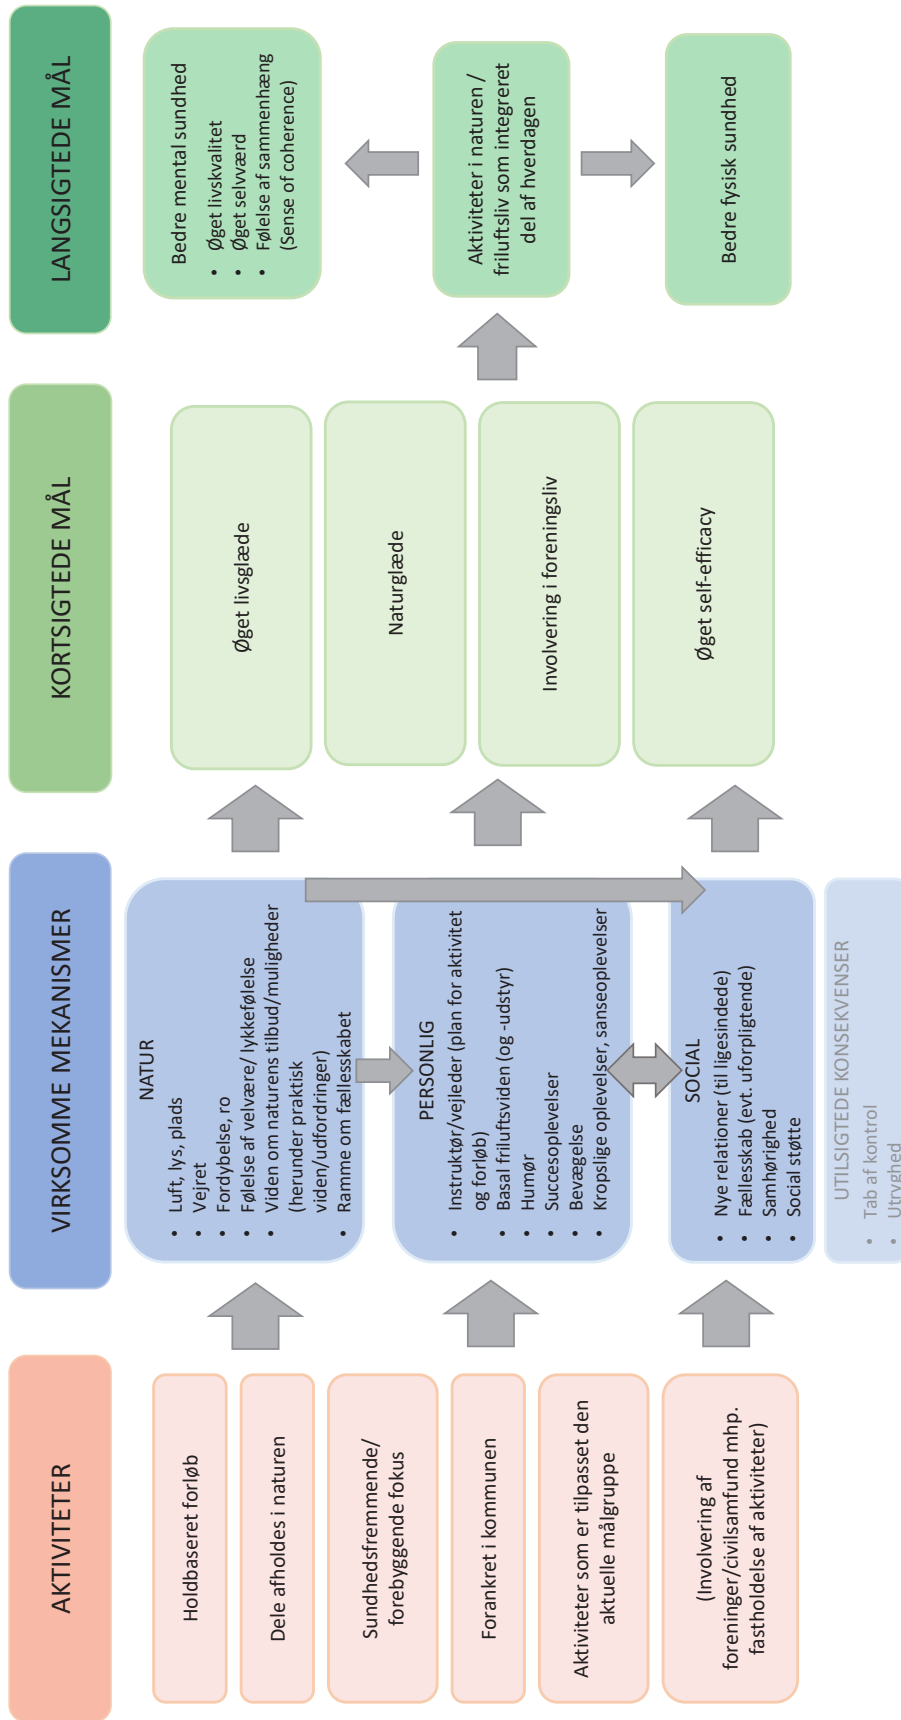 AKTIVITETER
Holdbaseret forløb
Dele afholdes i naturen
Sundhedsfremmende/
forebyggende fokus
Forankret i kommunen
Aktiviteter som er tilpasset den
aktuelle målgruppe
(Involvering af
foreninger/civilsamfund mhp.
fastholdelse af aktiviteter)
VIRKSOMME MEKANISMER
NATUR
• Luft, lys, plads
• Vejret
• Fordybelse, ro
• Følelse af velvære/ lykkefølelse
• Viden om naturens tilbud/muligheder
(herunder praktisk
viden/udfordringer)
• Ramme om fællesskabet
PERSONLIG
• Instruktør/vejleder (plan for aktivitet
og forløb)
• Basal friluftsviden (og -udstyr)
• Humør
• Succesoplevelser
• Bevægelse
• Kropslige oplevelser, sanseoplevelser
SOCIAL
• Nye relationer (til ligesindede)
• Fællesskab (evt. uforpligtende)
• Samhørighed
• Social støtte
UTILSIGTEDE KONSEKVENSER
• Tab af kontrol
• Utryghed
KORTSIGTEDE MÅL
Øget livsglæde
Naturglæde
Involvering i foreningsliv
Øget self-efficacy
LANGSIGTEDE MÅL
Bedre mental sundhed
• Øget livskvalitet
• Øget selvværd
• Følelse af sammenhæng
(Sense of coherence)
Aktiviteter i naturen /
friluftsliv som integreret
del af hverdagen
Bedre fysisk sundhed